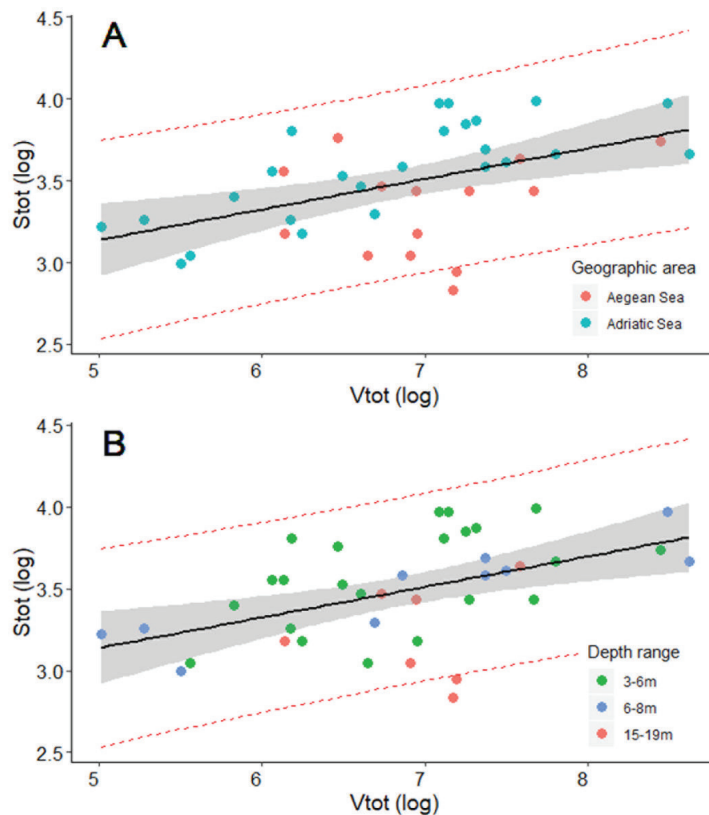 A
4.5
4.0
3.5
3.0
2.5
Stot (log)
Geographic area
Aegean Sea
Adriatic Sea
5 6 7 8
Vtot (log)
B
4.5
4.0
3.5
3.0
2.5
Stot (log)
Depth range
3-6m
6-8m
15-19m
5 6 7 8
Vtot (log)